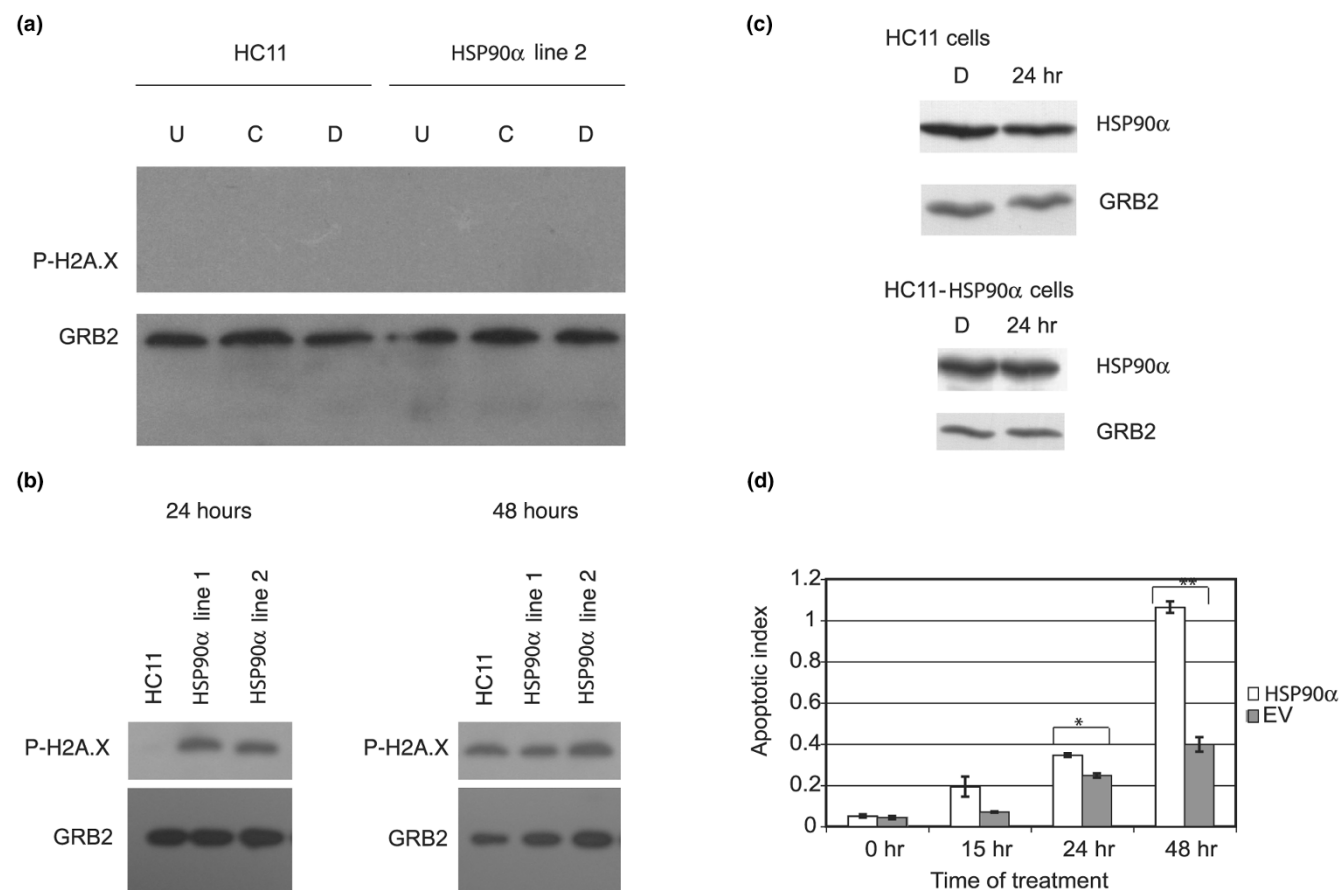 (a)
HC11 HSP90α line 2
U C D U C D
P-H2A.X
GRB2
(b)
24 hours
HC11
HSP90α line 1
HSP90α line 2
P-H2A.X
GRB2
48 hours
HC11
HSP90α line 1
HSP90α line 2
P-H2A.X
GRB2
(c)
HC11 cells
D 24 hr
HSP90α
GRB2
HC11-HSP90α cells
D 24 hr
HSP90α
GRB2
(d)
Apoptotic index
1.2
1
0.8
0.6
0.4
0.2
0
*
**
0 hr 15 hr 24 hr 48 hr
Time of treatment
HSP90α
EV